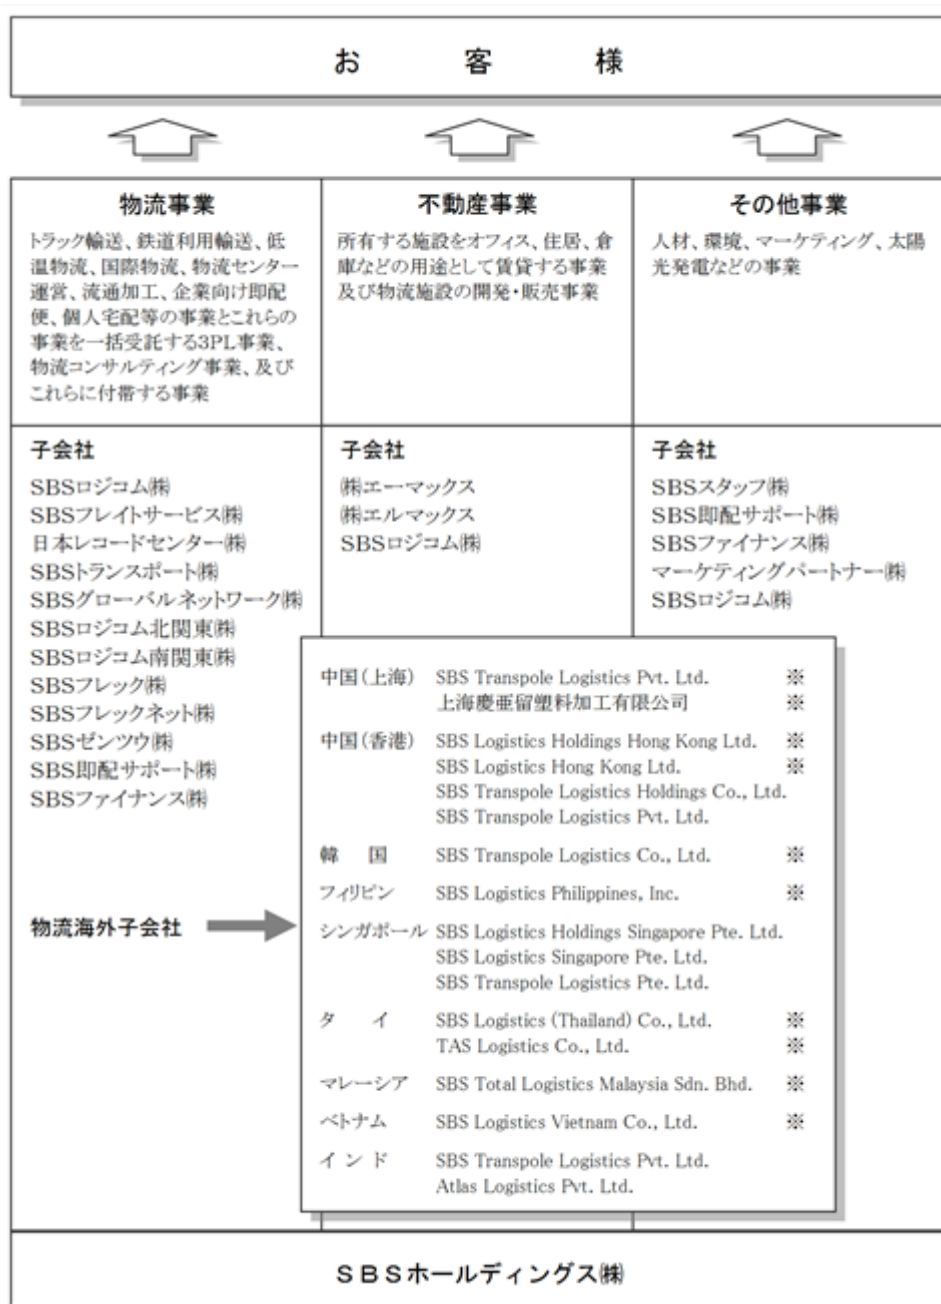 お客様
物流事業
トラック輸送、鉄道利用輸送、低
温物流、国際物流、物流センター
運営、流通加工、企業向け即配
便、個人宅配等の事業とこれらの
事業を一括受託する3PL事業、
物流コンサルティング事業、及び
これらに付帯する事業
不動産事業
所有する施設をオフィス、住居、倉
庫などの用途として賃貸する事業
及び物流施設の開発・販売事業
その他事業
人材、環境、マーケティング、太陽
光発電などの事業
子会社
SBSロジコム㈱
SBSフレイトサービス㈱
日本レコードセンター㈱
SBSトランスポート㈱
SBSグローバルネットワーク㈱
SBSロジコム北関東㈱
SBSロジコム南関東㈱
SBSフレック㈱
SBSフレックネット㈱
SBSゼンツウ㈱
SBS即配サポート㈱
SBSファイナンス㈱
子会社
㈱エーマックス
㈱エルマックス
SBSロジコム㈱
子会社
SBSスタッフ㈱
SBS即配サポート㈱
SBSファイナンス㈱
マーケティングパートナー㈱
SBSロジコム㈱
物流海外子会社
中国(上海) SBS Transpole Logistics Pvt. Ltd. ※
上海慶亜留塑料加工有限公司 ※
中国(香港) SBS Logistics Holdings Hong Kong Ltd. ※
SBS Logistics Hong Kong Ltd. ※
SBS Transpole Logistics Holdings Co., Ltd.
SBS Transpole Logistics Pvt. Ltd.
韓国 SBS Transpole Logistics Co., Ltd. ※
フィリピン SBS Logistics Philippines, Inc. ※
シンガポール SBS Logistics Holdings Singapore Pte. Ltd.
SBS Logistics Singapore Pte. Ltd.
SBS Transpole Logistics Pte. Ltd.
タイ SBS Logistics (Thailand) Co., Ltd. ※
TAS Logistics Co., Ltd. ※
マレーシア SBS Total Logistics Malaysia Sdn. Bhd. ※
ベトナム SBS Logistics Vietnam Co., Ltd. ※
インド SBS Transpole Logistics Pvt. Ltd.
Atlas Logistics Pvt. Ltd.
SBSホールディングス㈱